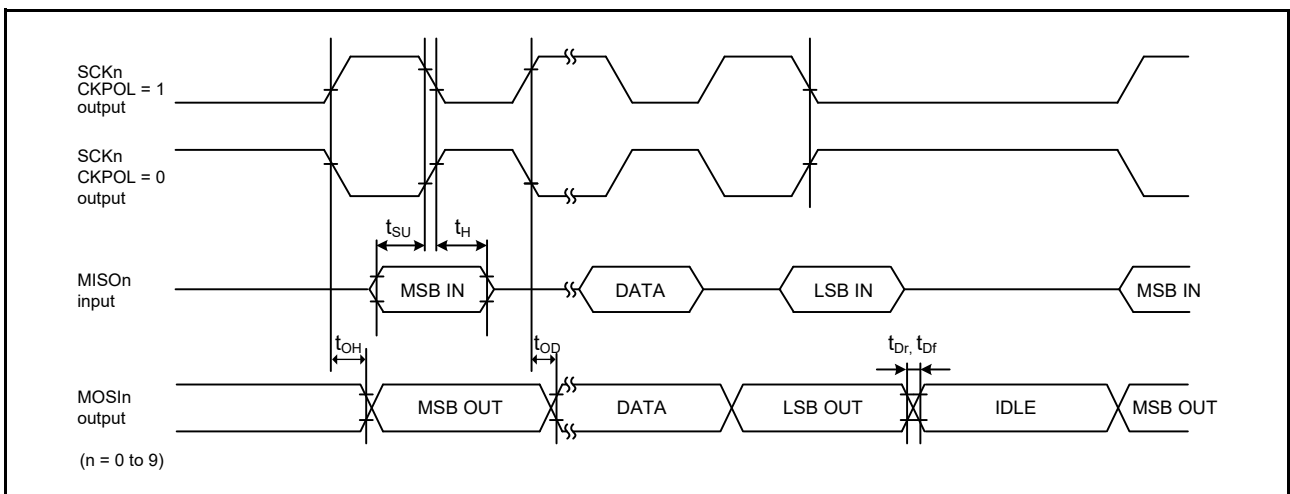 SCKn
CKPOL = 1
output
SCKn
CKPOL = 0
output
tSU
tH
MISOn
input
MSB IN
DATA
LSB IN
MSB IN
tOH
tOD
tDr, tDf
MOSIn
output
MSB OUT
DATA
LSB OUT
IDLE
MSB OUT
(n = 0 to 9)